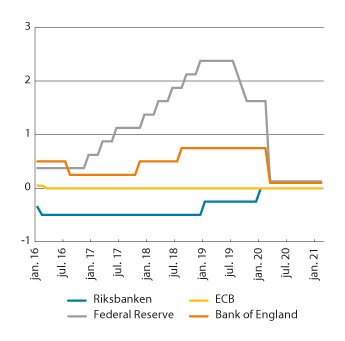 3
2
1
0
-1
jan. 16
jul. 16
jan. 17
jul. 17
jan. 18
jul. 18
jan. 19
jul. 19
jan. 20
jul. 20
jan. 21
Riksbanken
ECB
Federal Reserve
Bank of England